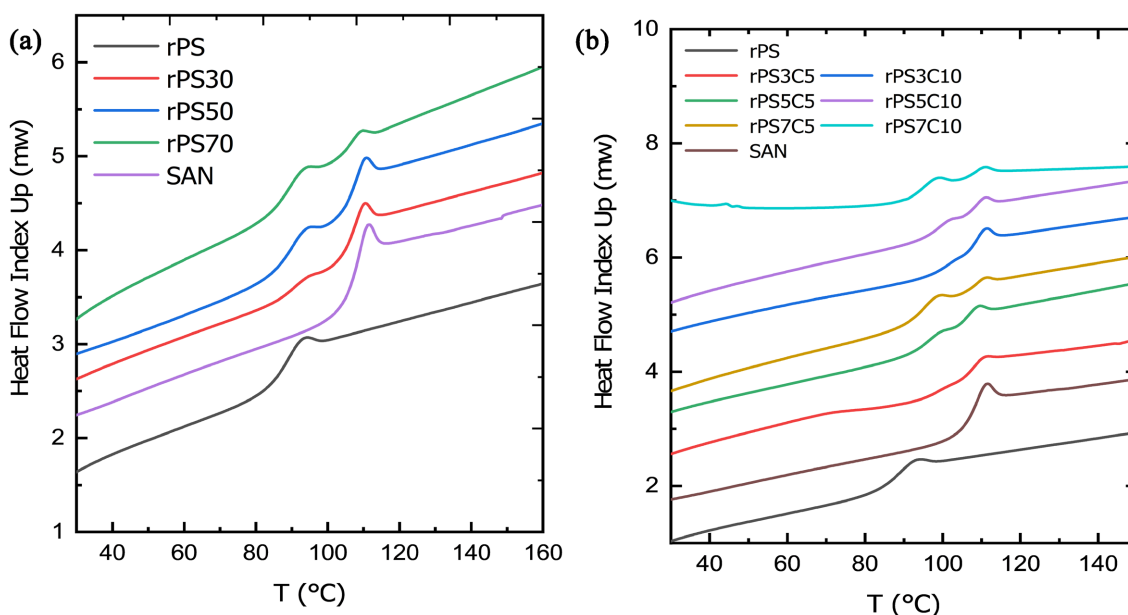 (a)
rPS
rPS30
rPS50
rPS70
SAN
6
5
4
3
2
1
Heat Flow Index Up (mw)
40 60 80 100 120 140 160
T (°C)
(b)
rPS
rPS3C5 rPS3C10
rPS5C5 rPS5C10
rPS7C5 rPS7C10
SAN
10
8
6
4
2
Heat Flow Index Up (mw)
40 60 80 100 120 140
T (°C)